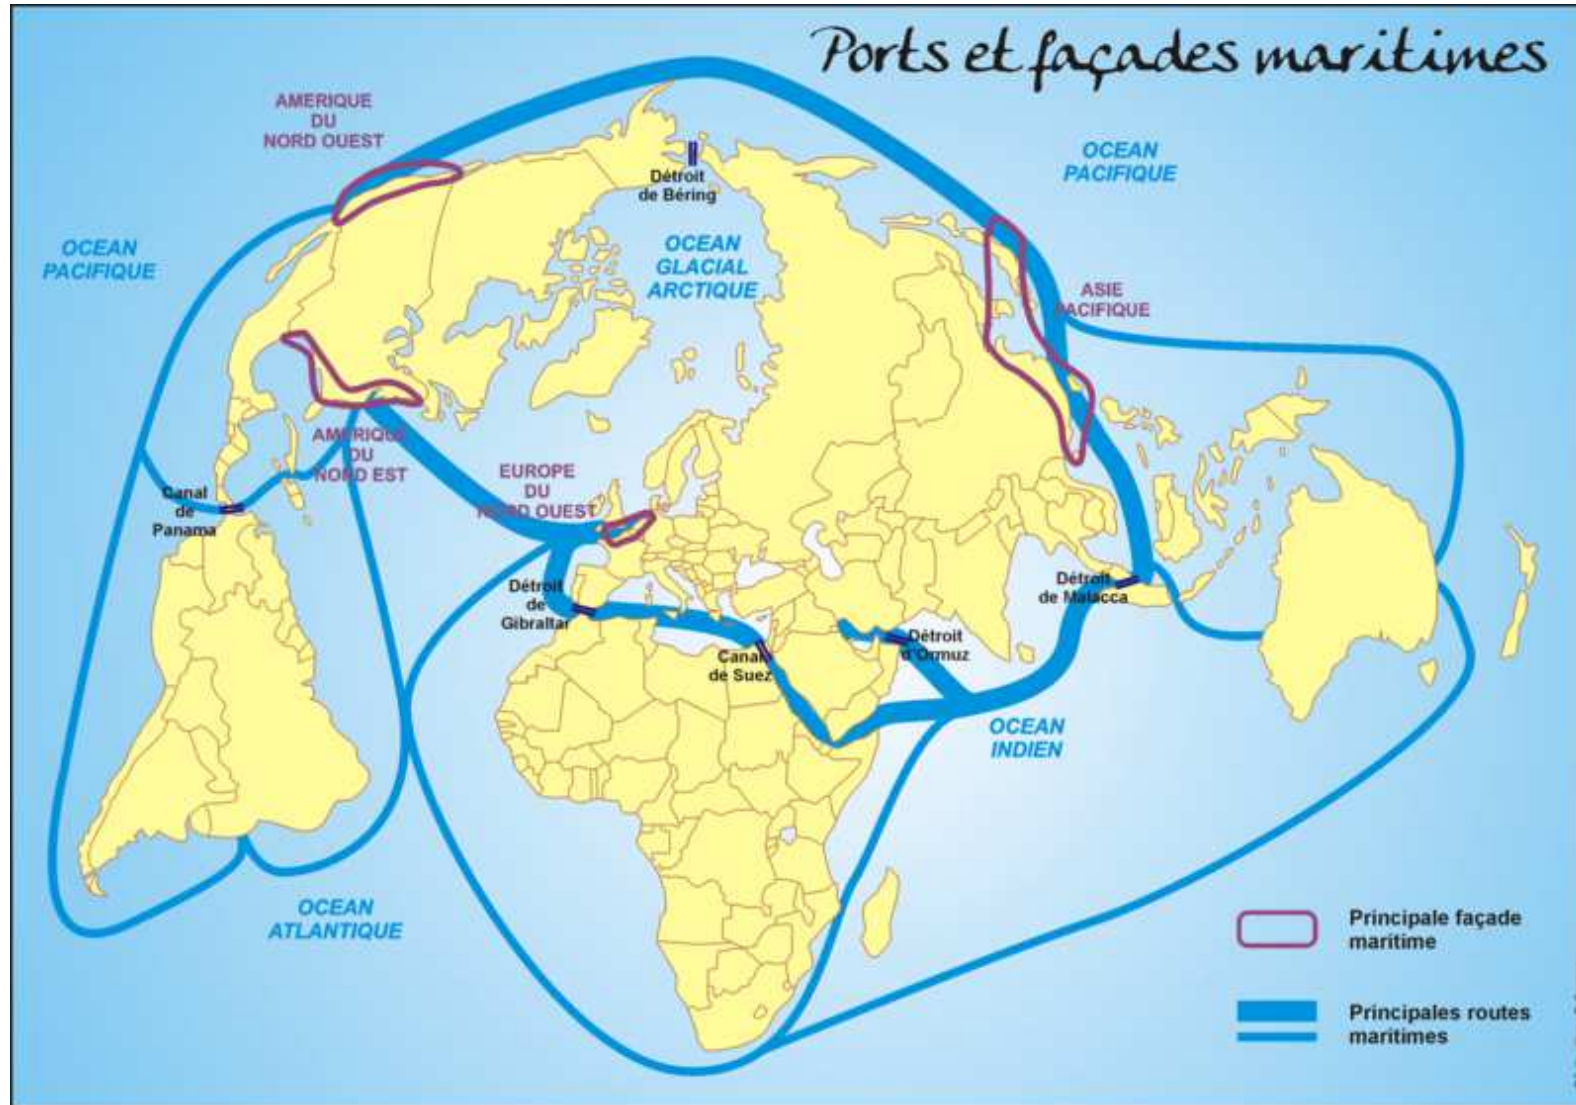 Ports et façades maritimes
AMERIQUE
DU
NORD OUEST
OCEAN
PACIFIQUE
Détroit
de Béring
OCEAN
PACIFIQUE
OCEAN
GLACIAL
ARCTIQUE
ASIE
PACIFIQUE
AMERIQUE
DU
NORD EST
EUROPE
DU
NORD OUEST
Canal
de
Panama
Détroit
de
Gibraltar
Détroit
de Malacca
Détroit
d'Ormuz
Canal
de Suez
OCEAN
INDIEN
OCEAN
ATLANTIQUE
Principale façade
maritime
Principales routes
maritimes